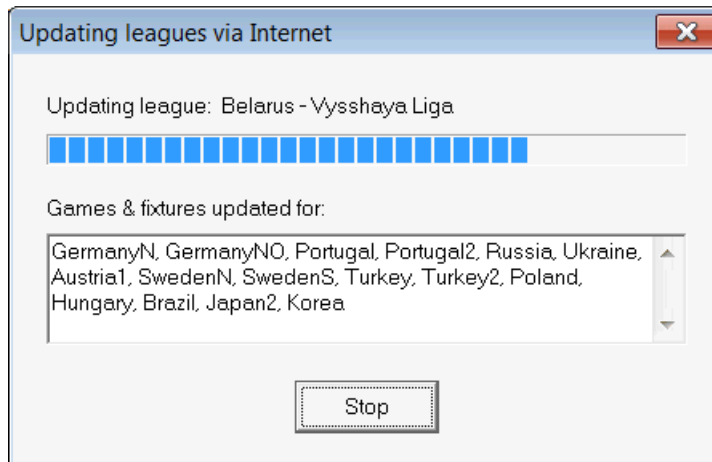 Updating leagues via Internet
Updating league: Belarus - Vysshaya Liga
Games & fixtures updated for:
GermanyN, GermanyNO, Portugal, Portugal2, Russia, Ukraine,
Austria1, SwedenN, SwedenS, Turkey, Turkey2, Poland,
Hungary, Brazil, Japan2, Korea
Stop